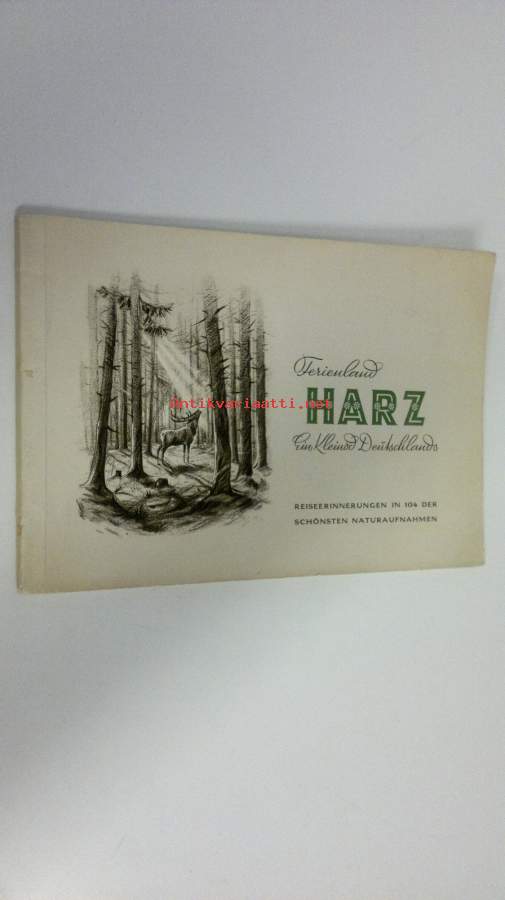 Ferienland
HARZ
Ein Kleinod Deutschlands
REISEERINNERUNGEN IN 104 DER
SCHÖNSTEN NATURAUFNAHMEN
antikvariaatti.net